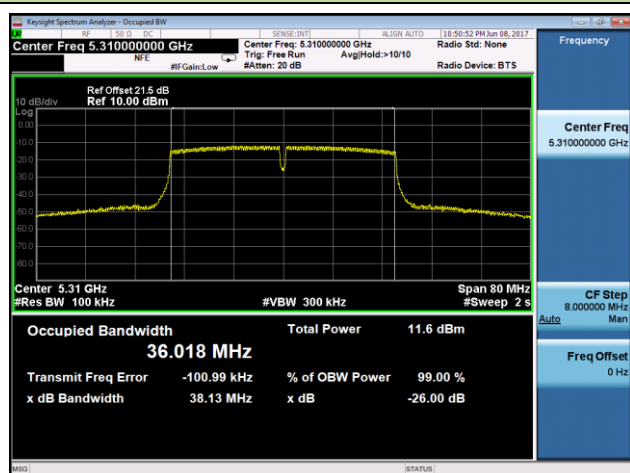 Keysight Spectrum Analyzer - Occupied BW
RF 50 Ω DC SENSE:INT ALIGN AUTO 10:50:52 PM Jun 08, 2017
Center Freq 5.310000000 GHz Center Freq: 5.310000000 GHz Radio Std: None
NFE Trig: Free Run Avg|Hold:>10/10
#IFGain:Low #Atten: 20 dB Radio Device: BTS
Ref Offset 21.5 dB
10 dB/div Ref 10.00 dBm
Log
0.00
-10.0
-20.0
-30.0
-40.0
-50.0
-60.0
-70.0
-80.0
Center 5.31 GHz Span 80 MHz
#Res BW 100 kHz #VBW 300 kHz #Sweep 2 s
Occupied Bandwidth Total Power 11.6 dBm
36.018 MHz
Transmit Freq Error -100.99 kHz % of OBW Power 99.00 %
x dB Bandwidth 38.13 MHz x dB -26.00 dB
MSG STATUS
Frequency
Center Freq
5.310000000 GHz
CF Step
8.000000 MHz
Auto Man
Freq Offset
0 Hz